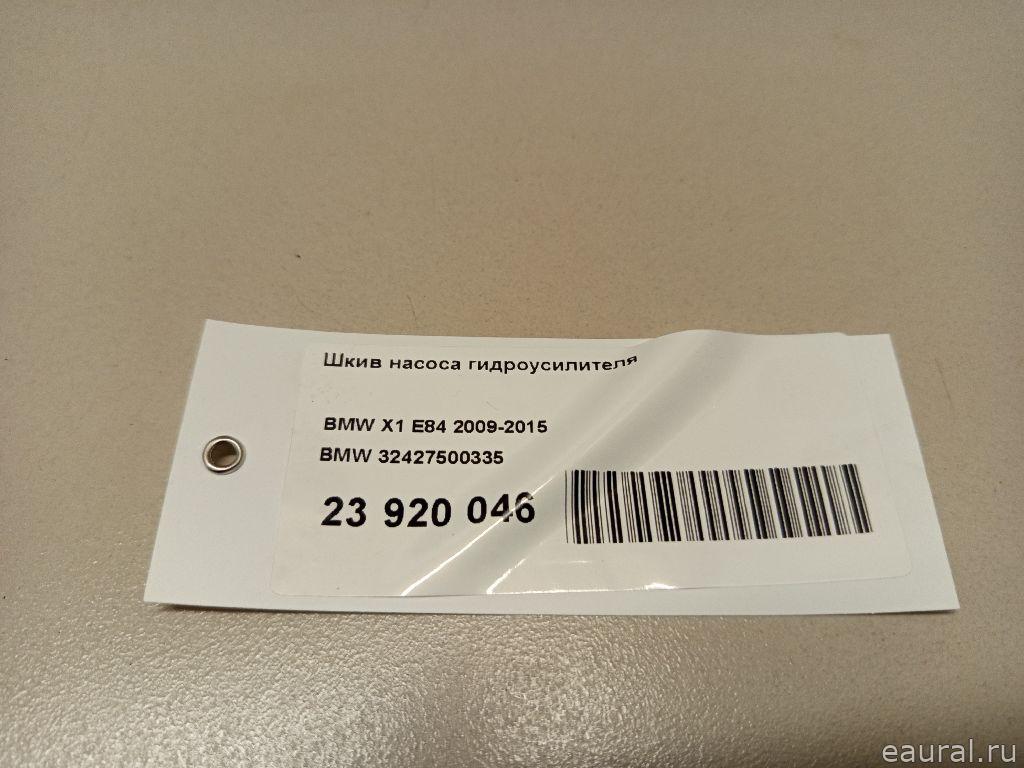 Шкив насоса гидроусилителя
BMW X1 E84 2009-2015
BMW 32427500335
23 920 046
eaural.ru